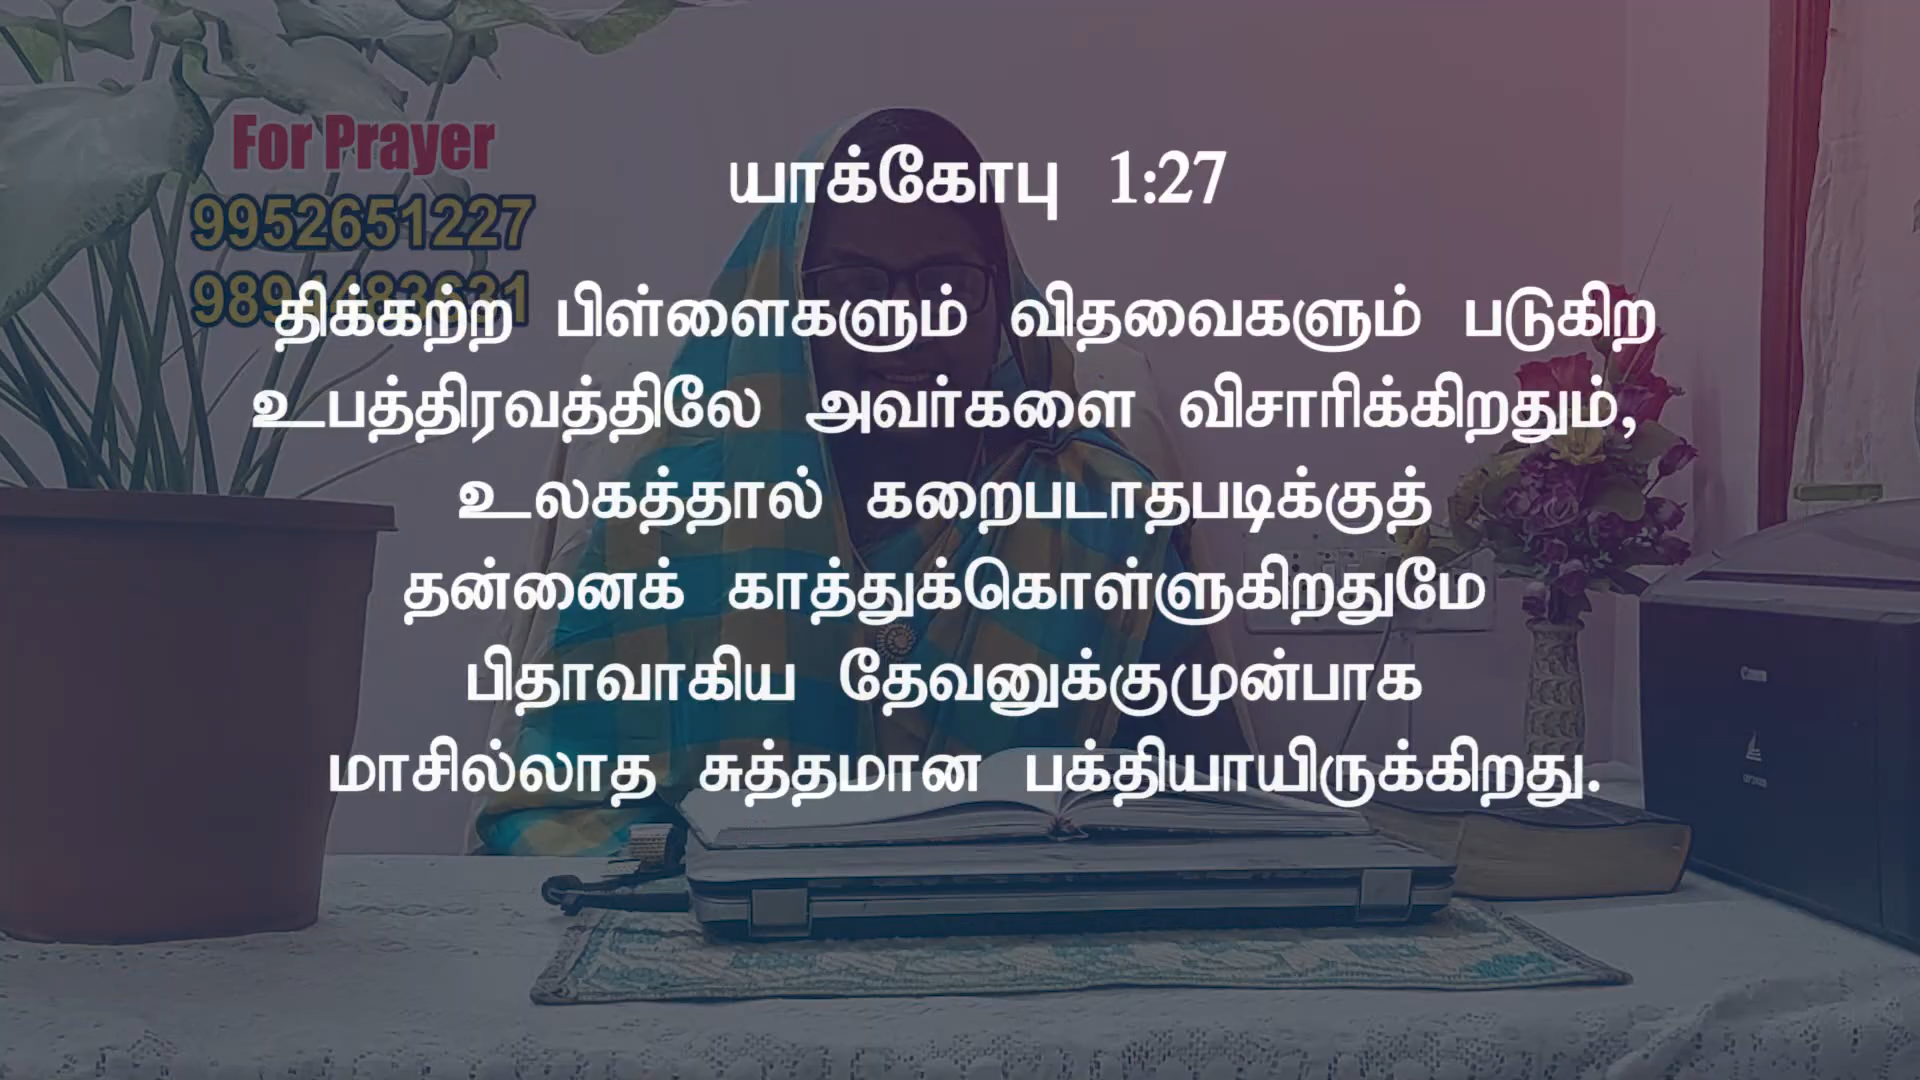 For Prayer
9952651227
யாக்கோபு 1:27
திக்கற்ற பிள்ளைகளும் விதவைகளும் படுகிற
உபத்திரவத்திலே அவர்களை விசாரிக்கிறதும்,
உலகத்தால் கறைபடாதபடிக்குத்
தன்னைக் காத்துக்கொள்ளுகிறதுமே
பிதாவாகிய தேவனுக்குமுன்பாக
மாசில்லாத சுத்தமான பக்தியாயிருக்கிறது.
Canon